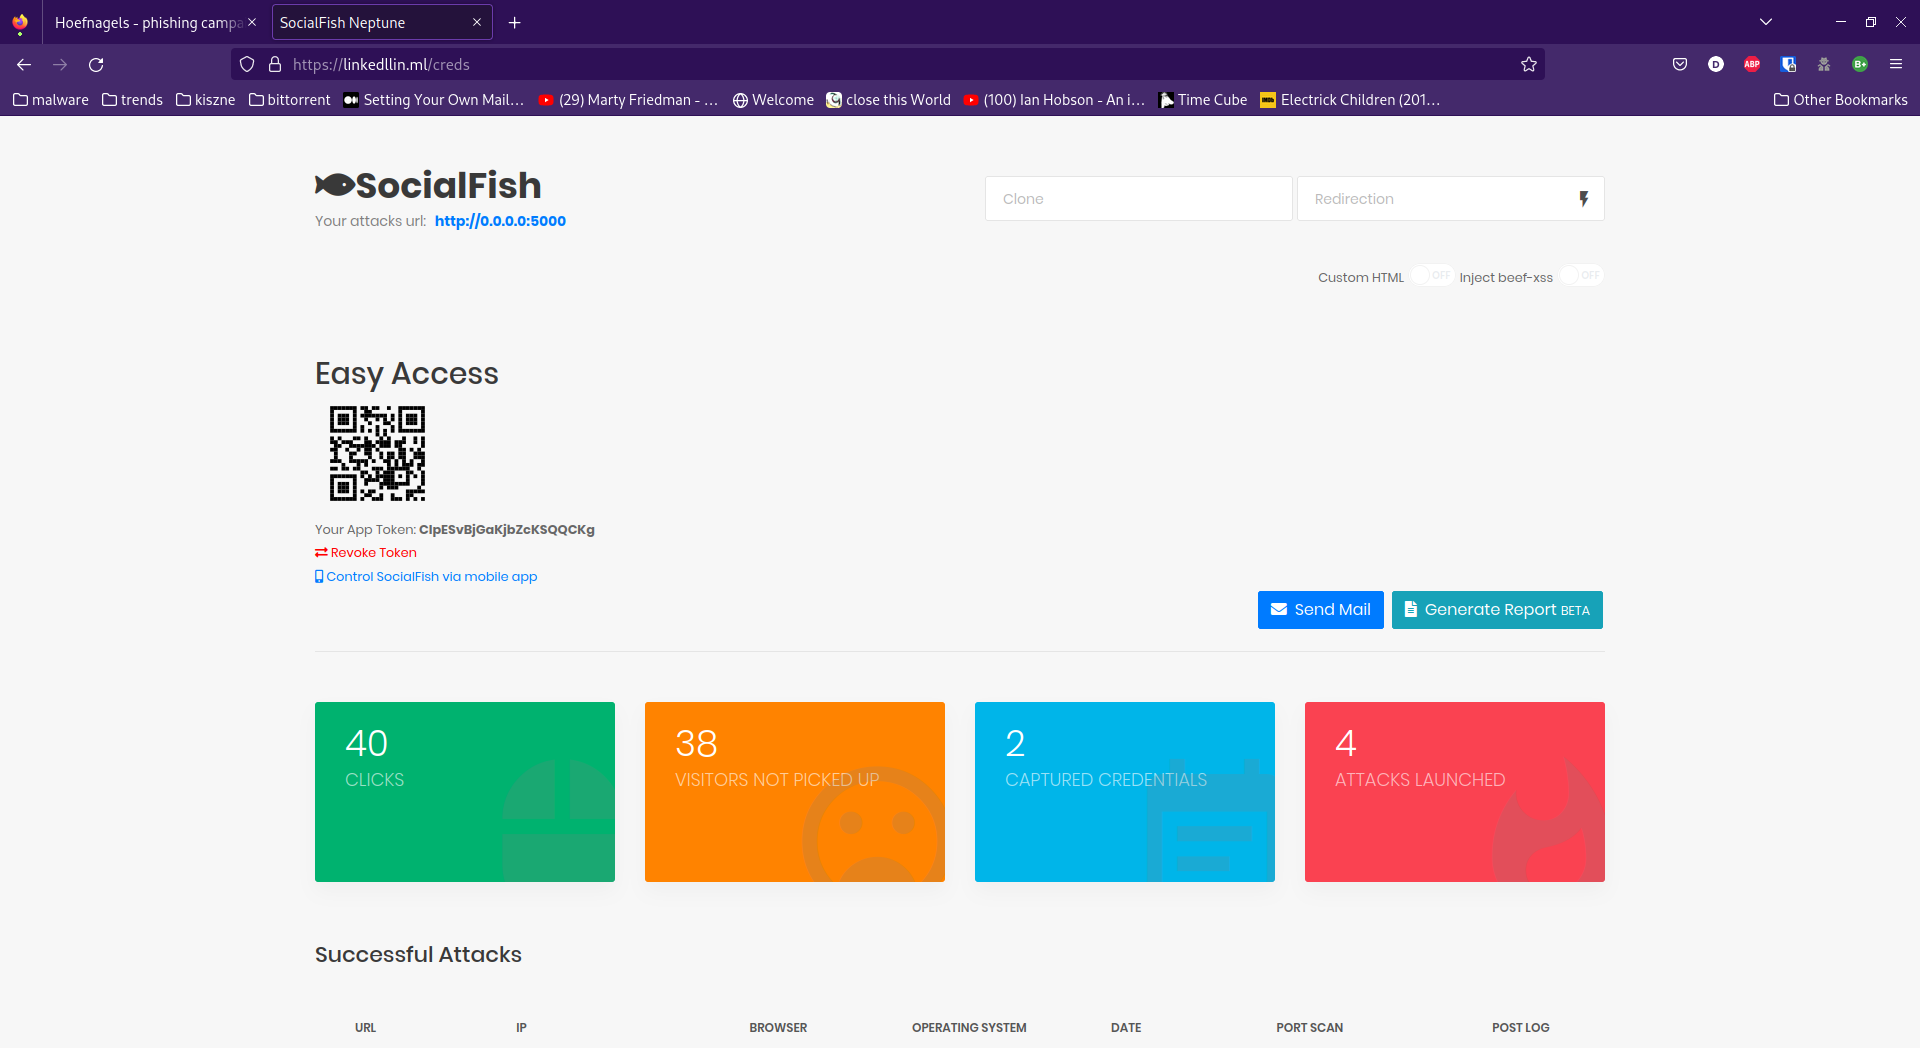 Hoefnagels - phishing campa
SocialFish Neptune
https://linkedllin.ml/creds
malware trends kiszne bittorrent Setting Your Own Mail… (29) Marty Friedman - … Welcome close this World (100) Ian Hobson - An i… Time Cube Electrick Children (201… Other Bookmarks
SocialFish
Your attacks url: http://0.0.0.0:5000
Clone
Redirection
Custom HTML OFF Inject beef-xss OFF
Easy Access
Your App Token: CIpESvBjGaKjbZcKSQQCKg
Revoke Token
Control SocialFish via mobile app
Send Mail
Generate Report BETA
40
CLICKS
38
VISITORS NOT PICKED UP
2
CAPTURED CREDENTIALS
4
ATTACKS LAUNCHED
Successful Attacks
URL IP BROWSER OPERATING SYSTEM DATE PORT SCAN POST LOG